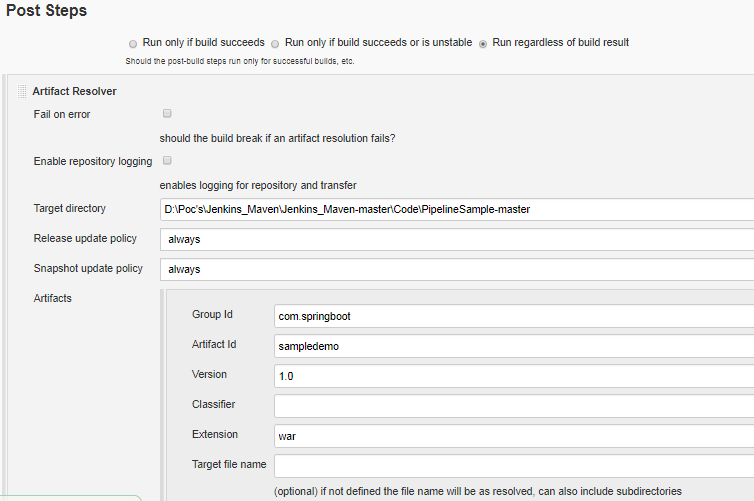 Post Steps
Run only if build succeeds Run only if build succeeds or is unstable Run regardless of build result
Should the post-build steps run only for successful builds, etc.
Artifact Resolver
Fail on error
should the build break if an artifact resolution fails?
Enable repository logging
enables logging for repository and transfer
Target directory D:\Poc's\Jenkins_Maven\Jenkins_Maven-master\Code\PipelineSample-master
Release update policy always
Snapshot update policy always
Artifacts
Group Id com.springboot
Artifact Id sampledemo
Version 1.0
Classifier
Extension war
Target file name
(optional) if not defined the file name will be as resolved, can also include subdirectories